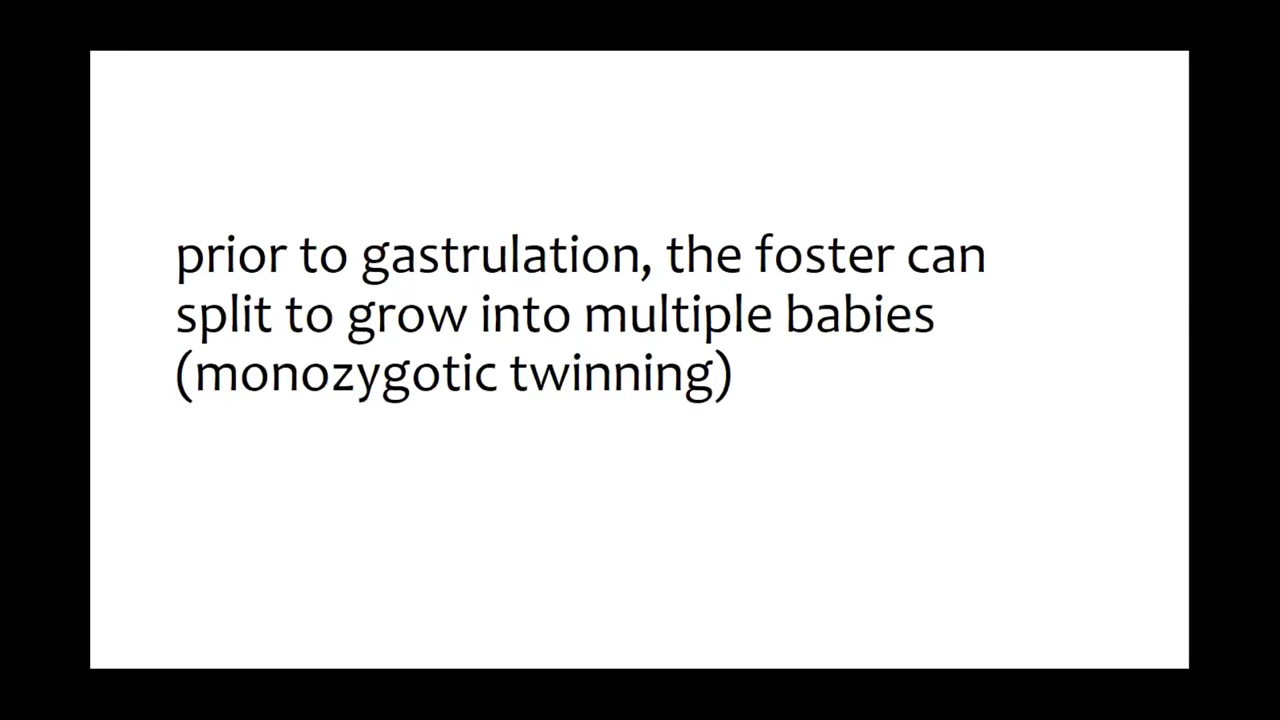 prior to gastrulation, the foster can
split to grow into multiple babies
(monozygotic twinning)